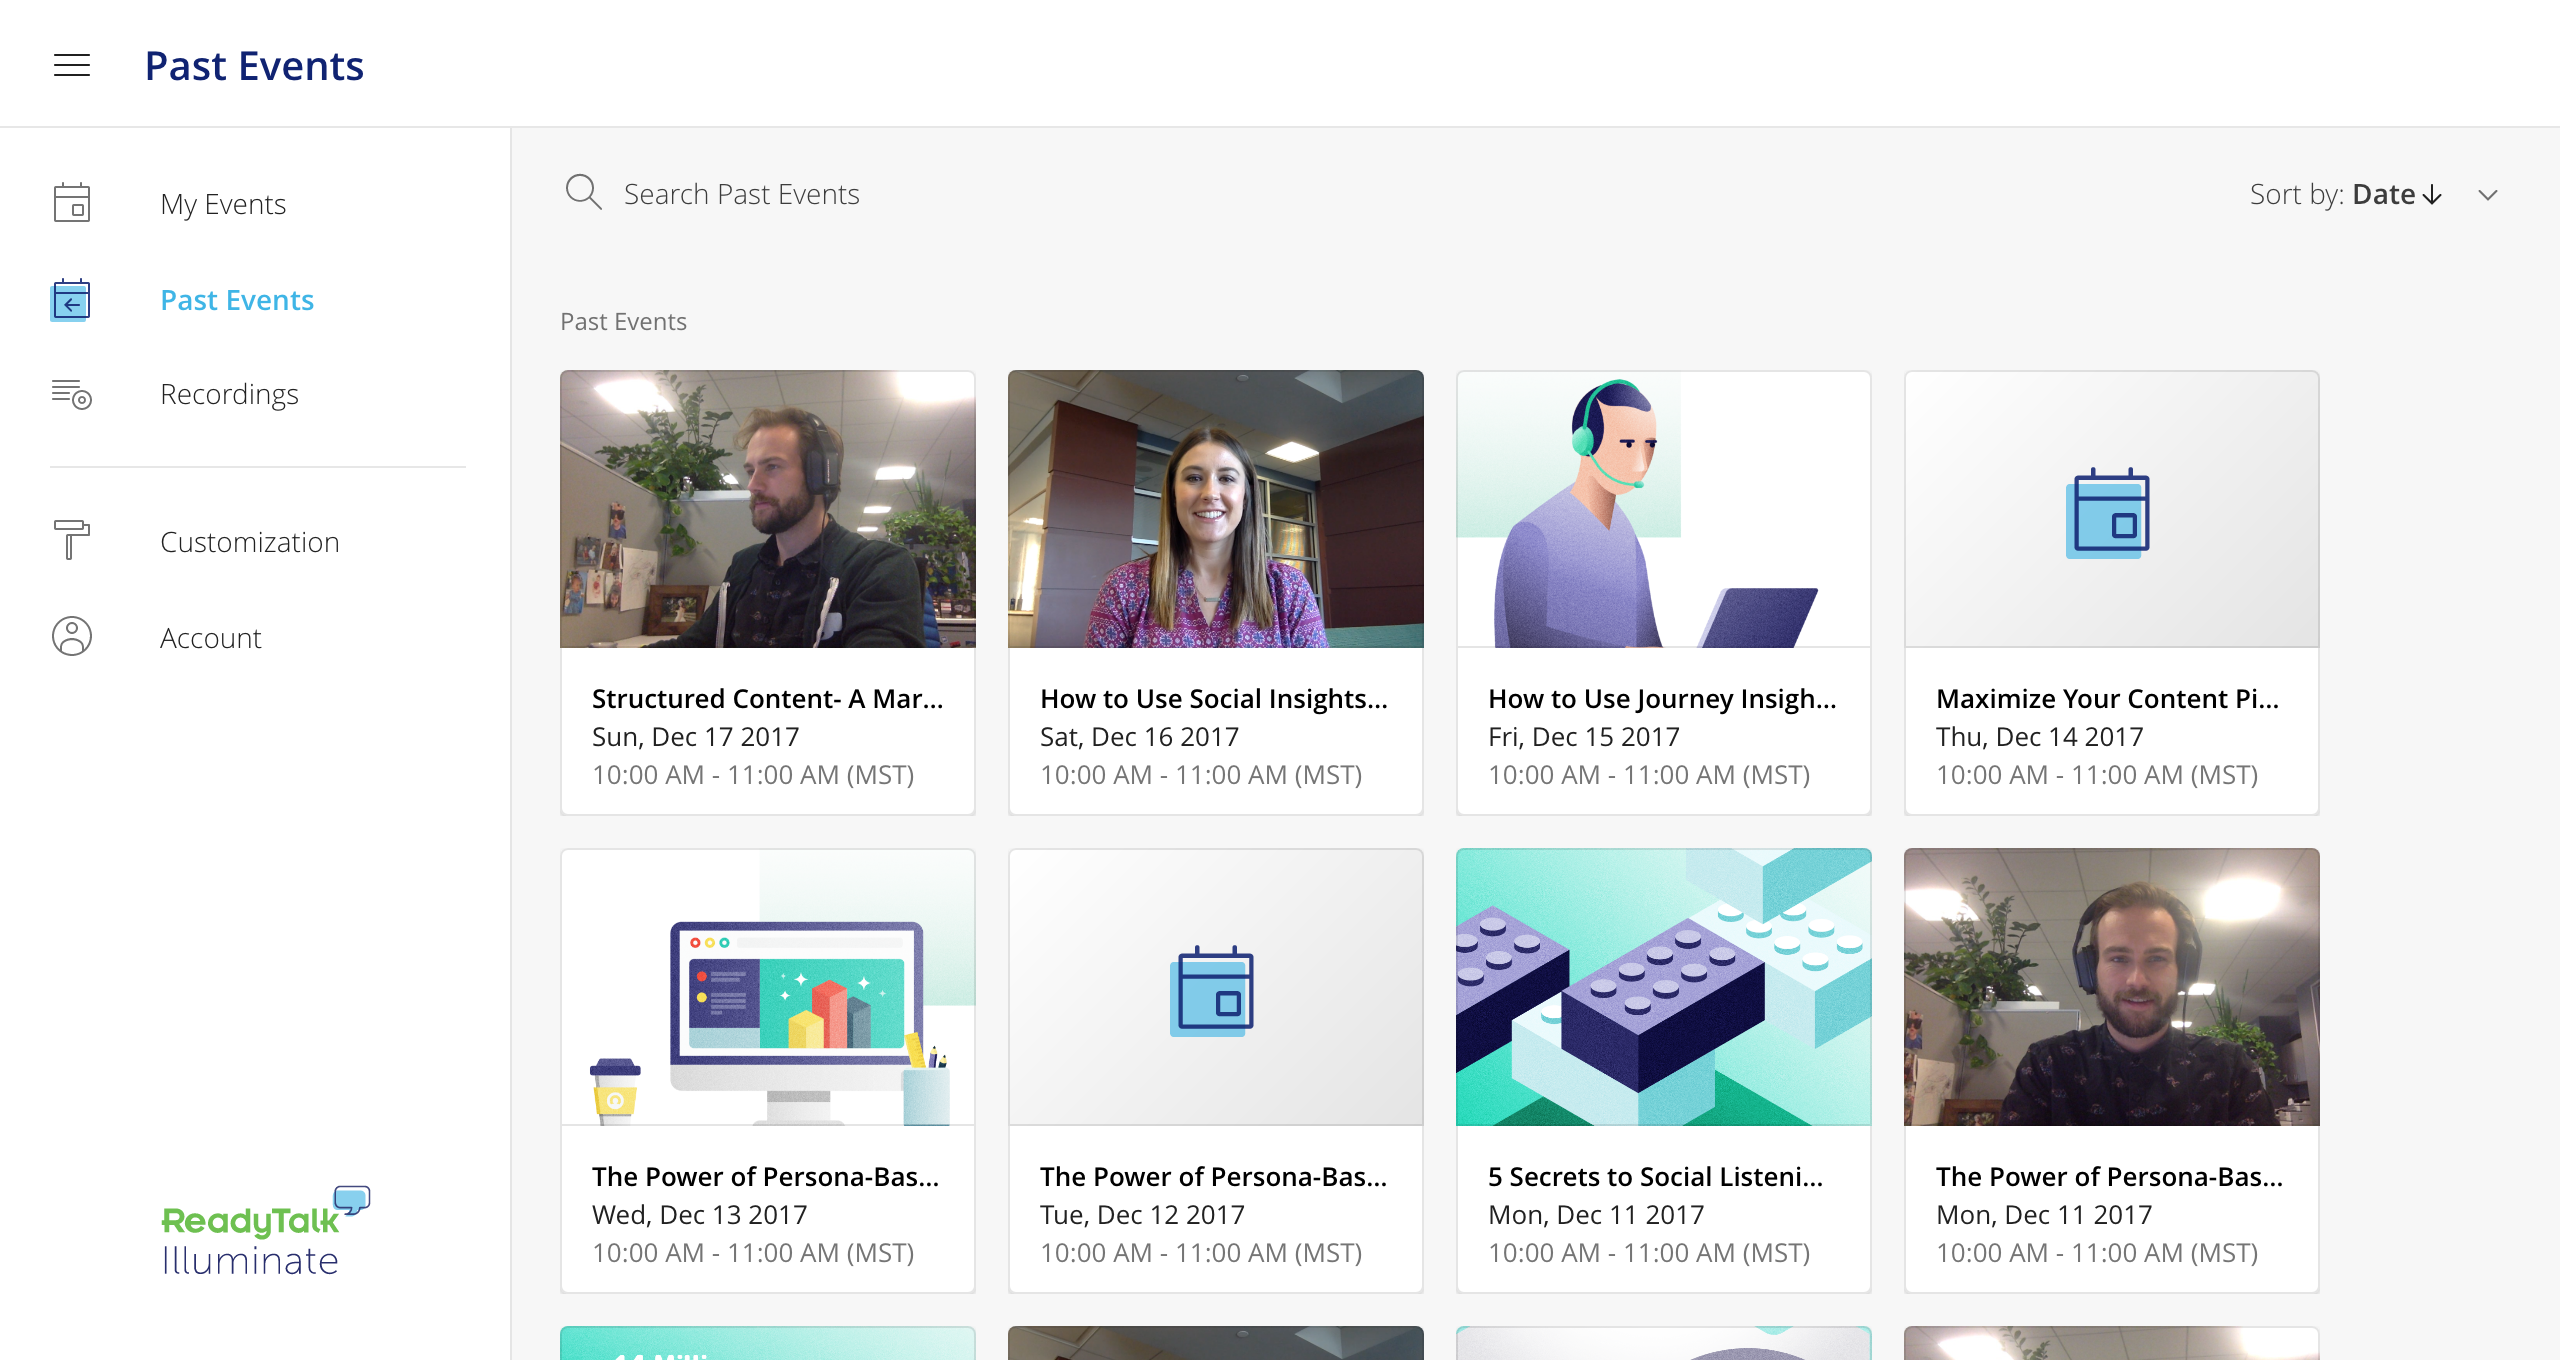 Past Events
My Events
Past Events
Recordings
Customization
Account
ReadyTalk
Illuminate
Search Past Events
Sort by: Date
Past Events
Structured Content- A Mar...
Sun, Dec 17 2017
10:00 AM - 11:00 AM (MST)
How to Use Social Insights...
Sat, Dec 16 2017
10:00 AM - 11:00 AM (MST)
How to Use Journey Insigh...
Fri, Dec 15 2017
10:00 AM - 11:00 AM (MST)
Maximize Your Content Pi...
Thu, Dec 14 2017
10:00 AM - 11:00 AM (MST)
The Power of Persona-Bas...
Wed, Dec 13 2017
10:00 AM - 11:00 AM (MST)
The Power of Persona-Bas...
Tue, Dec 12 2017
10:00 AM - 11:00 AM (MST)
5 Secrets to Social Listeni...
Mon, Dec 11 2017
10:00 AM - 11:00 AM (MST)
The Power of Persona-Bas...
Mon, Dec 11 2017
10:00 AM - 11:00 AM (MST)